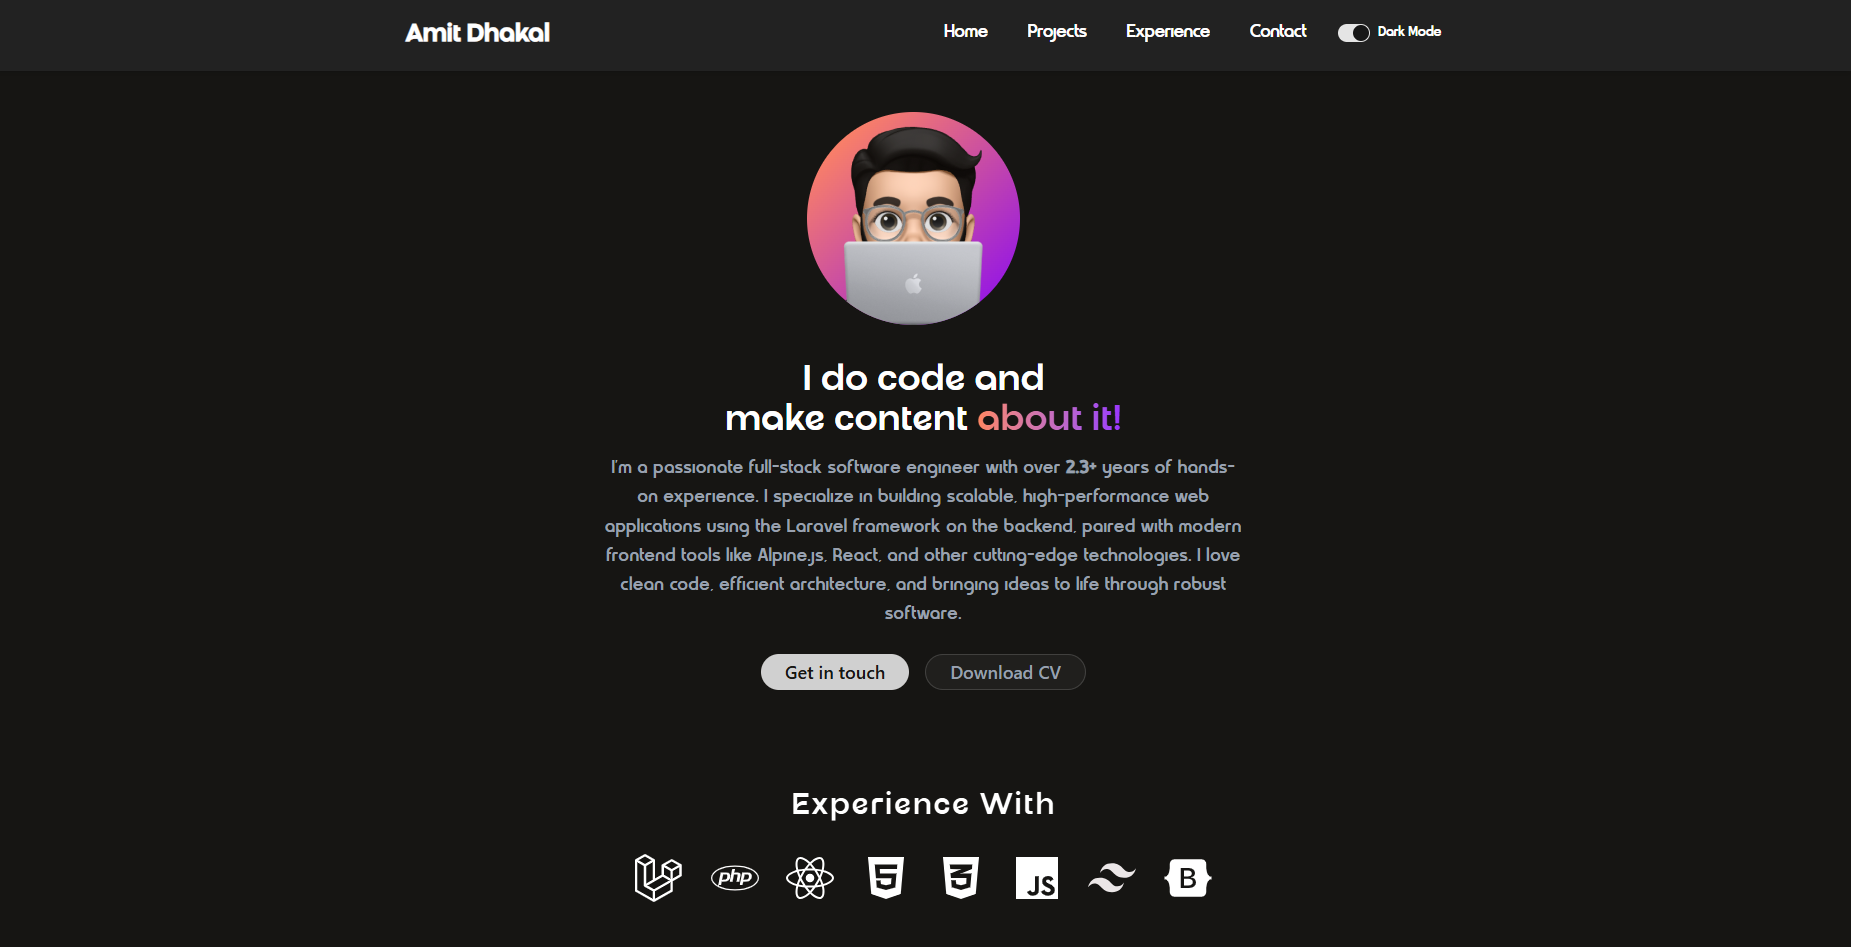 Amit Dhakal
Home Projects Experience Contact Dark Mode
I do code and
make content about it!
I'm a passionate full-stack software engineer with over 2.3+ years of hands-
on experience. I specialize in building scalable, high-performance web
applications using the Laravel framework on the backend, paired with modern
frontend tools like Alpine.js, React, and other cutting-edge technologies. I love
clean code, efficient architecture, and bringing ideas to life through robust
software.
Get in touch Download CV
Experience With
php 5 3 JS B